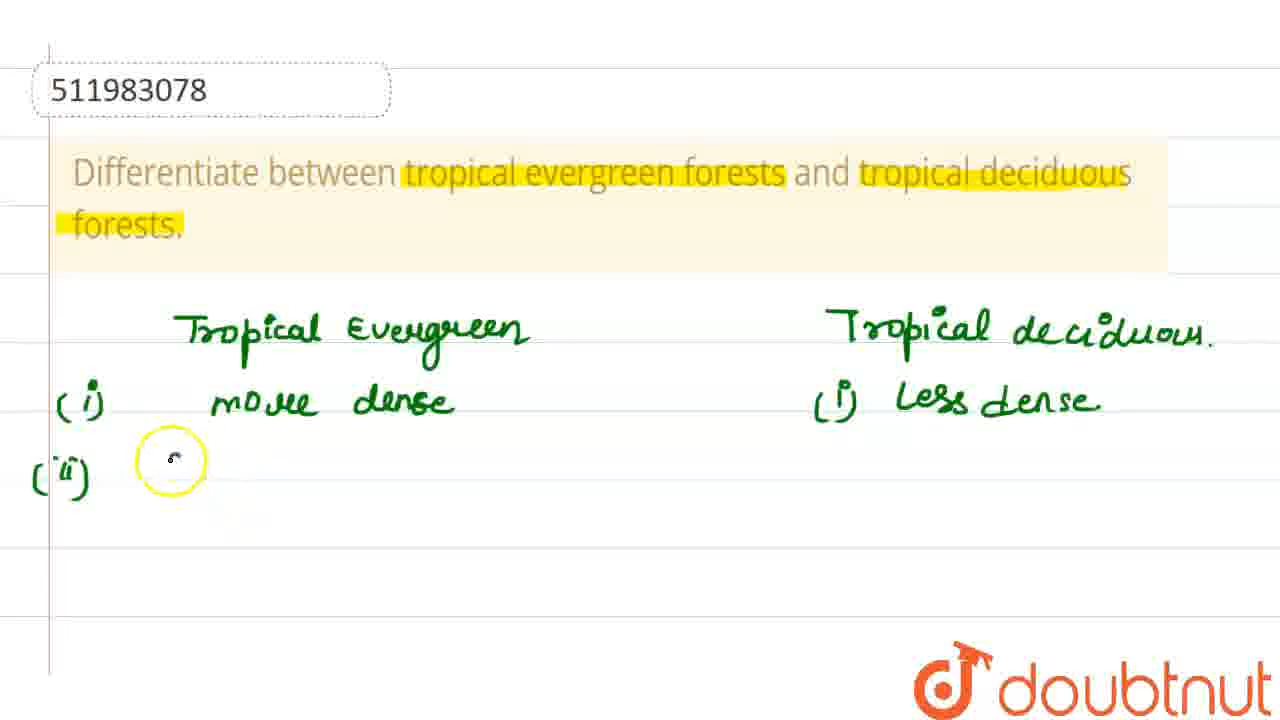 511983078
Differentiate between tropical evergreen forests and tropical deciduous
forests.
Tropical Evergreen Tropical deciduous.
(i) more dense (i) Less dense
(ii)
doubtnut